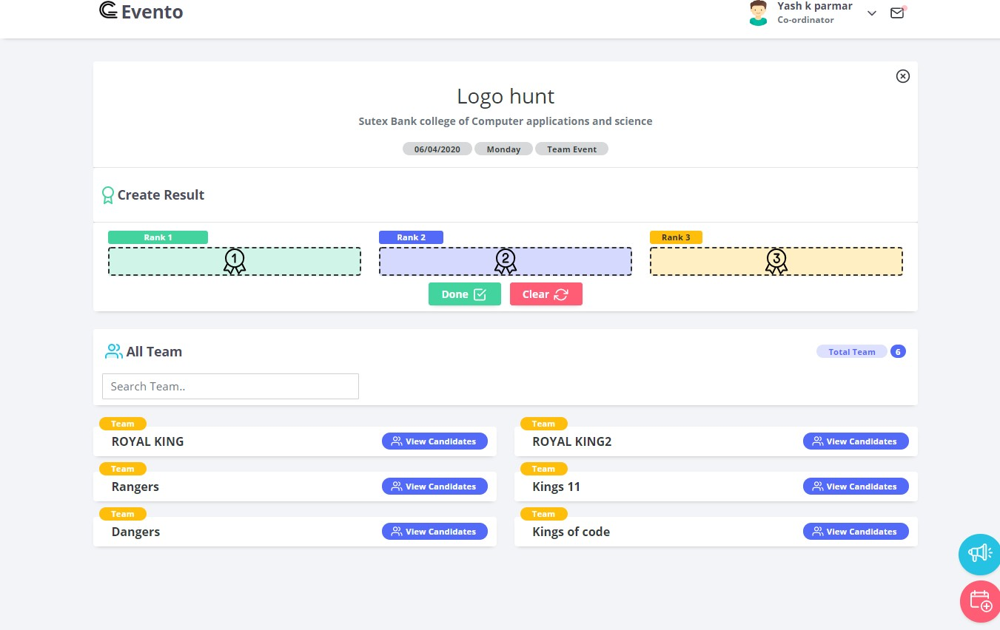 Evento
Yash k parmar
Co-ordinator
Logo hunt
Sutex Bank college of Computer applications and science
06/04/2020 Monday Team Event
Create Result
Rank 1 Rank 2 Rank 3
1 2 3
Done Clear
All Team Total Team 6
Search Team..
Team Team
ROYAL KING View Candidates ROYAL KING2 View Candidates
Team Team
Rangers View Candidates Kings 11 View Candidates
Team Team
Dangers View Candidates Kings of code View Candidates